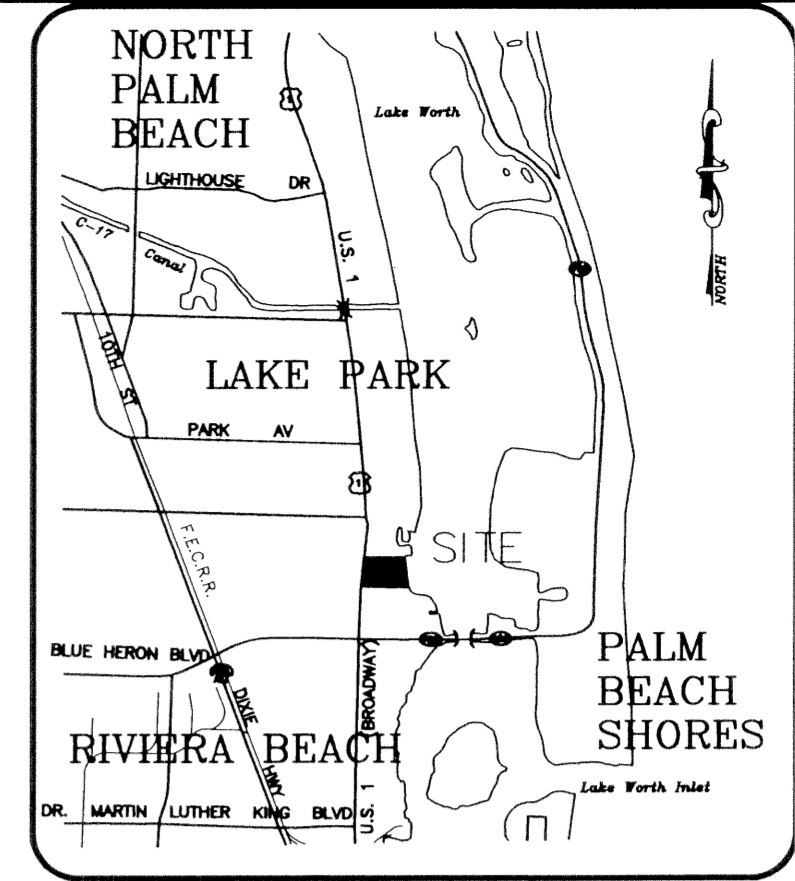 NORTH
PALM
BEACH
1
Lake Worth
LIGHTHOUSE DR
C-17
Canal
U.S. 1
NORTH
10TH ST
LAKE PARK
PARK AV
1
F.E.C.R.R.
SITE
BLUE HERON BLVD
DIXIE HWY
U.S. 1 (BROADWAY)
PALM
BEACH
SHORES
RIVIERA BEACH
Lake Worth Inlet
DR. MARTIN LUTHER KING BLVD